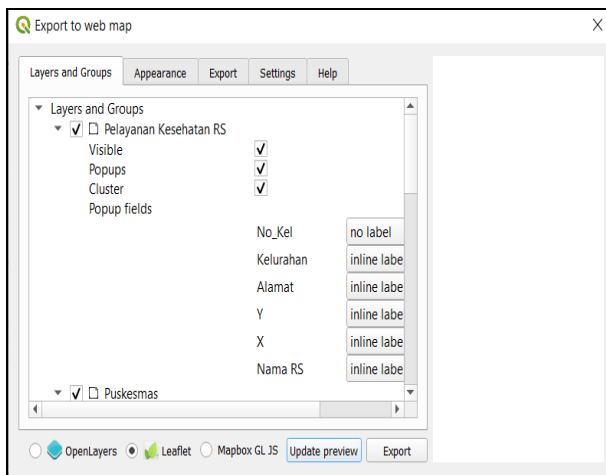 Export to web map X
Layers and Groups Appearance Export Settings Help
Layers and Groups
Pelayanan Kesehatan RS
Visible
Popups
Cluster
Popup fields
No_Kel no label
Kelurahan inline labe
Alamat inline labe
Y inline labe
X inline labe
Nama RS inline labe
Puskesmas
OpenLayers Leaflet Mapbox GL JS Update preview Export